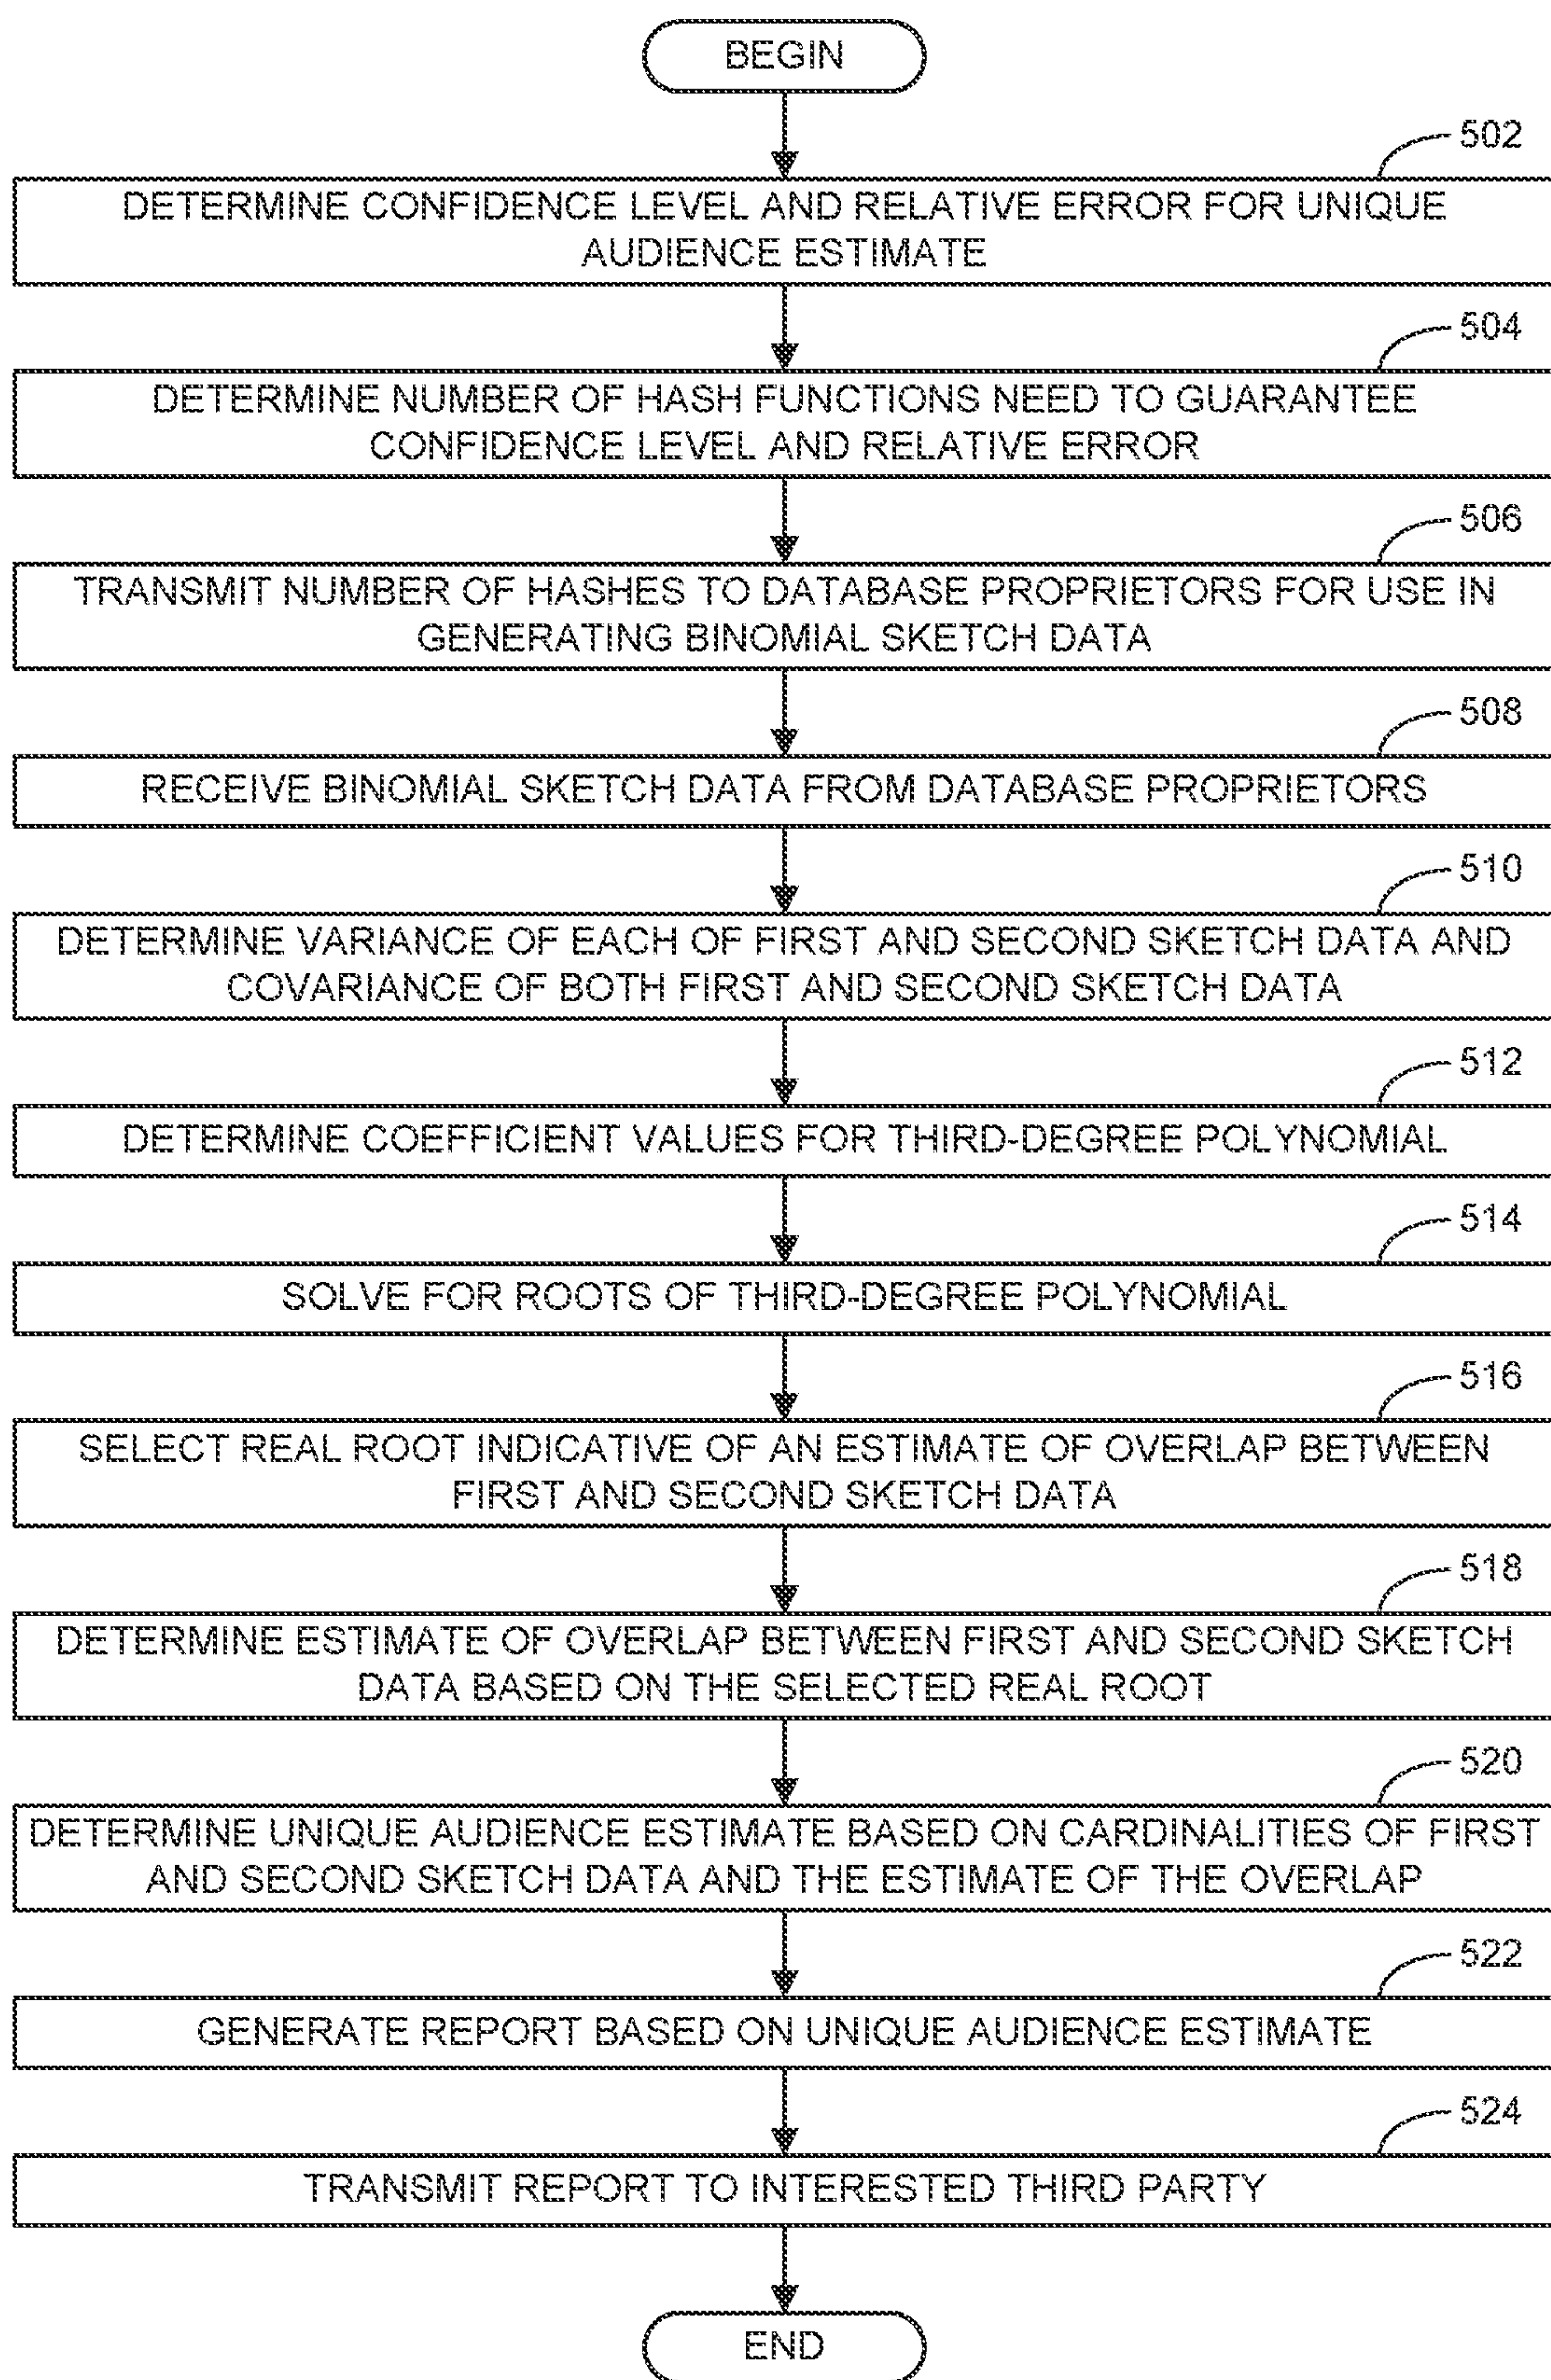 BEGIN
502
DETERMINE CONFIDENCE LEVEL AND RELATIVE ERROR FOR UNIQUE
AUDIENCE ESTIMATE
504
DETERMINE NUMBER OF HASH FUNCTIONS NEED TO GUARANTEE
CONFIDENCE LEVEL AND RELATIVE ERROR
506
TRANSMIT NUMBER OF HASHES TO DATABASE PROPRIETORS FOR USE IN
GENERATING BINOMIAL SKETCH DATA
508
RECEIVE BINOMIAL SKETCH DATA FROM DATABASE PROPRIETORS
510
DETERMINE VARIANCE OF EACH OF FIRST AND SECOND SKETCH DATA AND
COVARIANCE OF BOTH FIRST AND SECOND SKETCH DATA
512
DETERMINE COEFFICIENT VALUES FOR THIRD-DEGREE POLYNOMIAL
514
SOLVE FOR ROOTS OF THIRD-DEGREE POLYNOMIAL
516
SELECT REAL ROOT INDICATIVE OF AN ESTIMATE OF OVERLAP BETWEEN
FIRST AND SECOND SKETCH DATA
518
DETERMINE ESTIMATE OF OVERLAP BETWEEN FIRST AND SECOND SKETCH
DATA BASED ON THE SELECTED REAL ROOT
520
DETERMINE UNIQUE AUDIENCE ESTIMATE BASED ON CARDINALITIES OF FIRST
AND SECOND SKETCH DATA AND THE ESTIMATE OF THE OVERLAP
522
GENERATE REPORT BASED ON UNIQUE AUDIENCE ESTIMATE
524
TRANSMIT REPORT TO INTERESTED THIRD PARTY
END